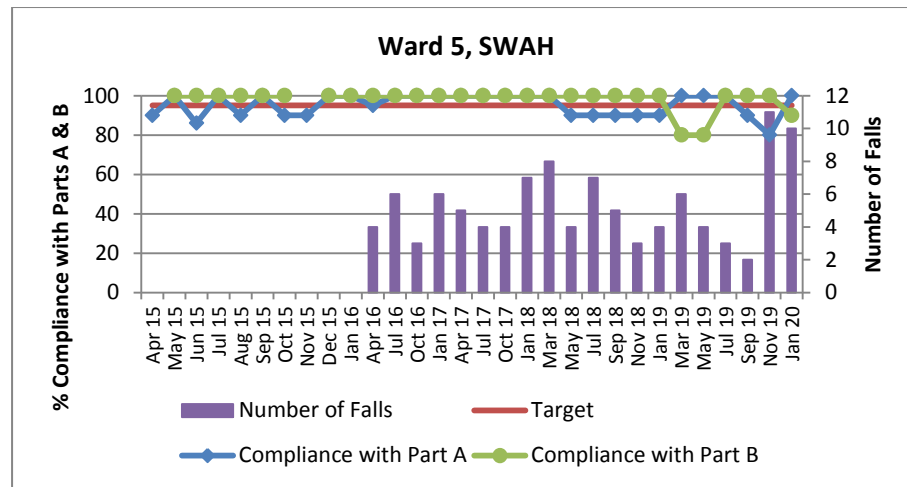 Ward 5, SWAH
% Compliance with Parts A & B
100
80
60
40
20
0
12
10
8
6
4
2
0
Number of Falls
Apr 15
May 15
Jun 15
Jul 15
Aug 15
Sep 15
Oct 15
Nov 15
Dec 15
Jan 16
Apr 16
Jul 16
Oct 16
Jan 17
Apr 17
Jul 17
Oct 17
Jan 18
Mar 18
May 18
Jul 18
Sep 18
Nov 18
Jan 19
Mar 19
May 19
Jul 19
Sep 19
Nov 19
Jan 20
Number of Falls
Target
Compliance with Part A
Compliance with Part B